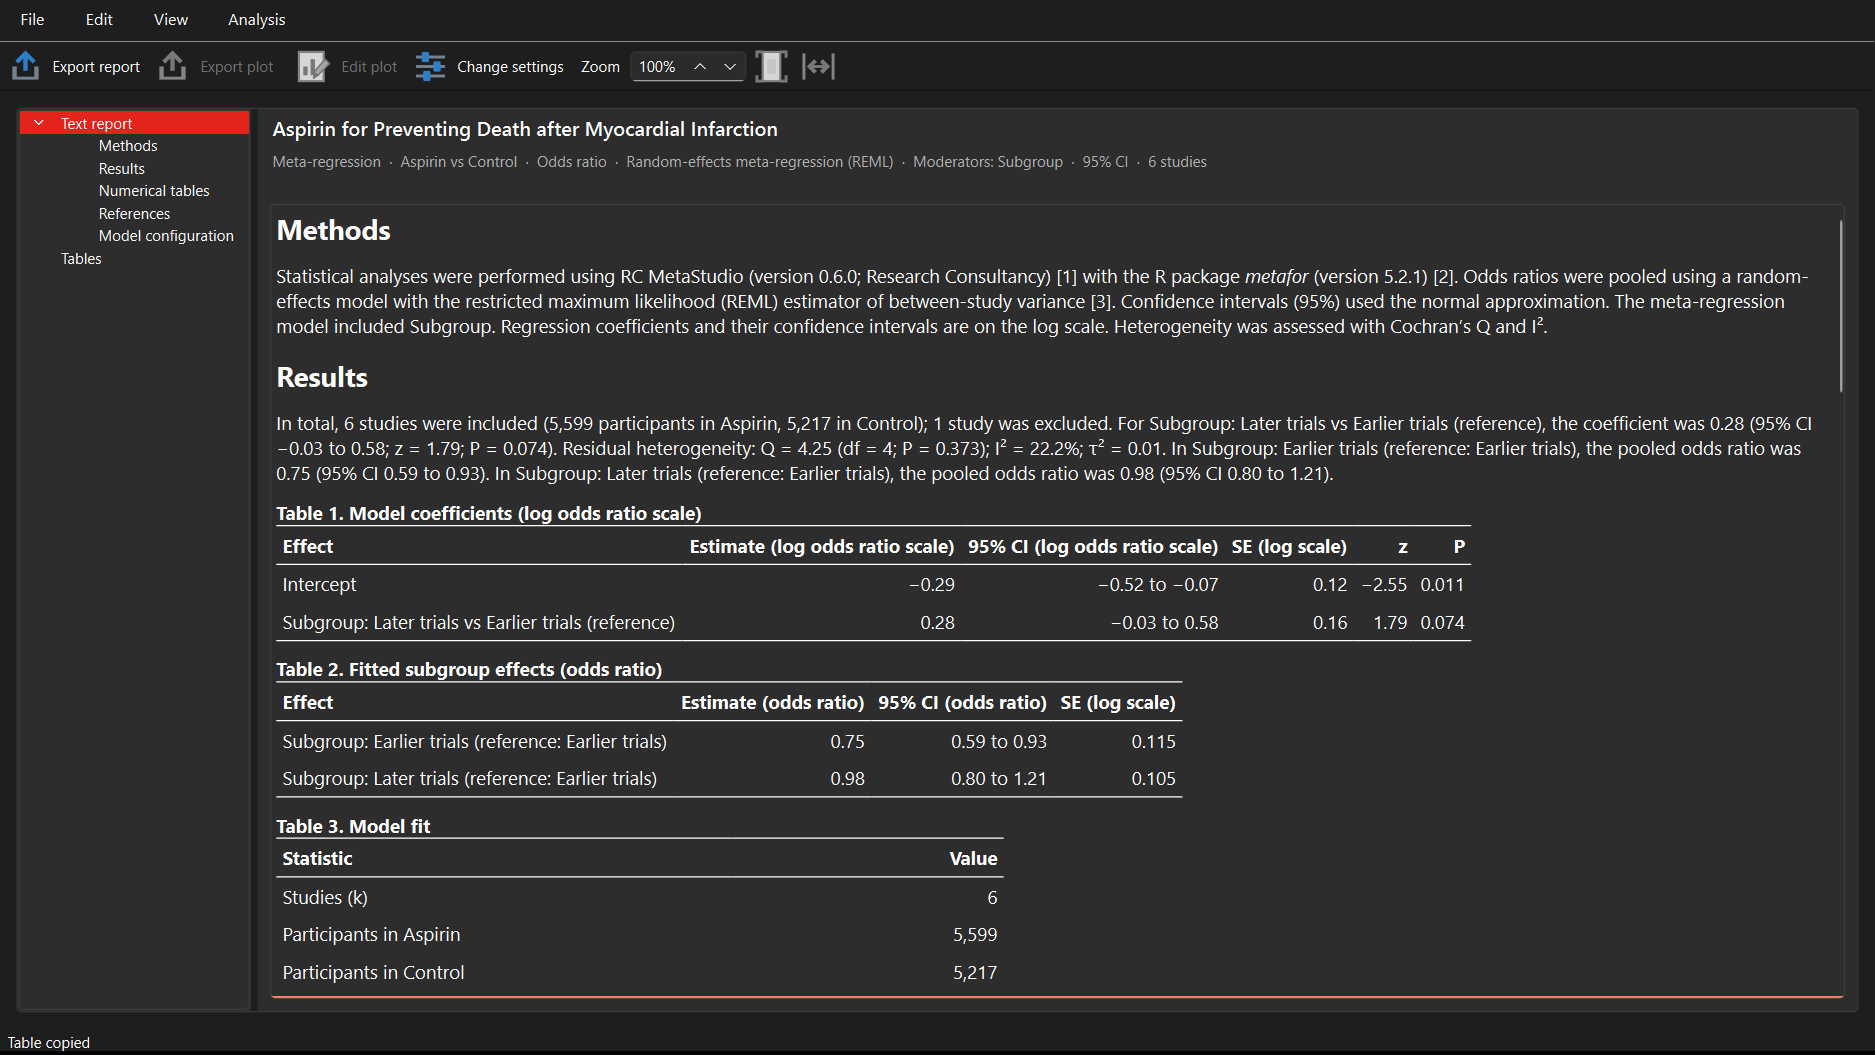 File Edit View Analysis
Export report Export plot Edit plot Change settings Zoom 100%
Text report
Methods
Results
Numerical tables
References
Model configuration
Tables
Aspirin for Preventing Death after Myocardial Infarction
Meta-regression · Aspirin vs Control · Odds ratio · Random-effects meta-regression (REML) · Moderators: Subgroup · 95% CI · 6 studies
Methods
Statistical analyses were performed using RC MetaStudio (version 0.6.0; Research Consultancy) [1] with the R package metafor (version 5.2.1) [2]. Odds ratios were pooled using a random-
effects model with the restricted maximum likelihood (REML) estimator of between-study variance [3]. Confidence intervals (95%) used the normal approximation. The meta-regression
model included Subgroup. Regression coefficients and their confidence intervals are on the log scale. Heterogeneity was assessed with Cochran’s Q and I².
Results
In total, 6 studies were included (5,599 participants in Aspirin, 5,217 in Control); 1 study was excluded. For Subgroup: Later trials vs Earlier trials (reference), the coefficient was 0.28 (95% CI
−0.03 to 0.58; z = 1.79; P = 0.074). Residual heterogeneity: Q = 4.25 (df = 4; P = 0.373); I² = 22.2%; τ² = 0.01. In Subgroup: Earlier trials (reference: Earlier trials), the pooled odds ratio was
0.75 (95% CI 0.59 to 0.93). In Subgroup: Later trials (reference: Earlier trials), the pooled odds ratio was 0.98 (95% CI 0.80 to 1.21).
Table 1. Model coefficients (log odds ratio scale)
Effect Estimate (log odds ratio scale) 95% CI (log odds ratio scale) SE (log scale) z P
Intercept −0.29 −0.52 to −0.07 0.12 −2.55 0.011
Subgroup: Later trials vs Earlier trials (reference) 0.28 −0.03 to 0.58 0.16 1.79 0.074
Table 2. Fitted subgroup effects (odds ratio)
Effect Estimate (odds ratio) 95% CI (odds ratio) SE (log scale)
Subgroup: Earlier trials (reference: Earlier trials) 0.75 0.59 to 0.93 0.115
Subgroup: Later trials (reference: Earlier trials) 0.98 0.80 to 1.21 0.105
Table 3. Model fit
Statistic Value
Studies (k) 6
Participants in Aspirin 5,599
Participants in Control 5,217
Table copied